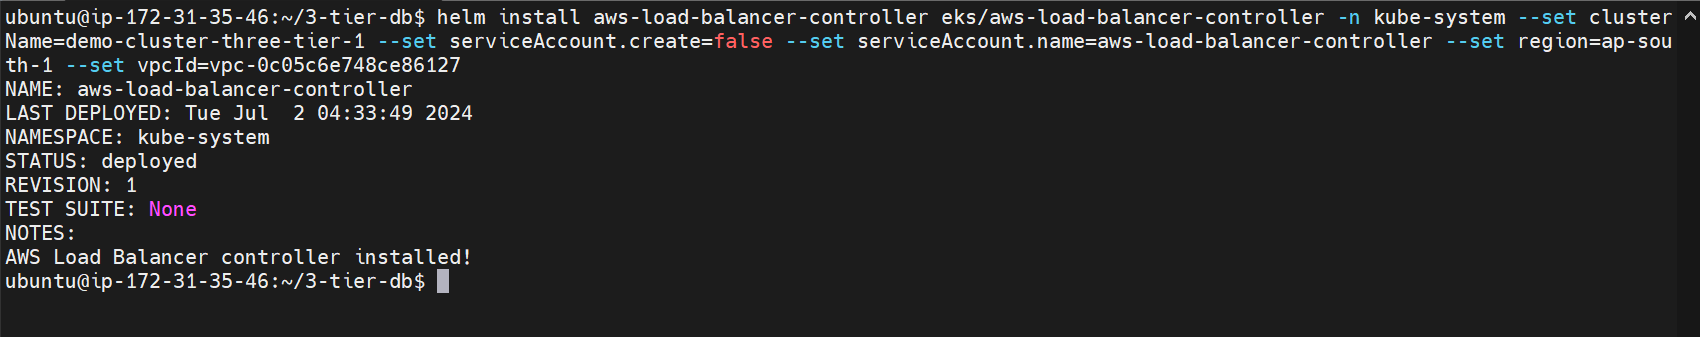 ubuntu@ip-172-31-35-46:~/3-tier-db$ helm install aws-load-balancer-controller eks/aws-load-balancer-controller -n kube-system --set cluster
Name=demo-cluster-three-tier-1 --set serviceAccount.create=false --set serviceAccount.name=aws-load-balancer-controller --set region=ap-sou
th-1 --set vpcId=vpc-0c05c6e748ce86127
NAME: aws-load-balancer-controller
LAST DEPLOYED: Tue Jul  2 04:33:49 2024
NAMESPACE: kube-system
STATUS: deployed
REVISION: 1
TEST SUITE: None
NOTES:
AWS Load Balancer controller installed!
ubuntu@ip-172-31-35-46:~/3-tier-db$